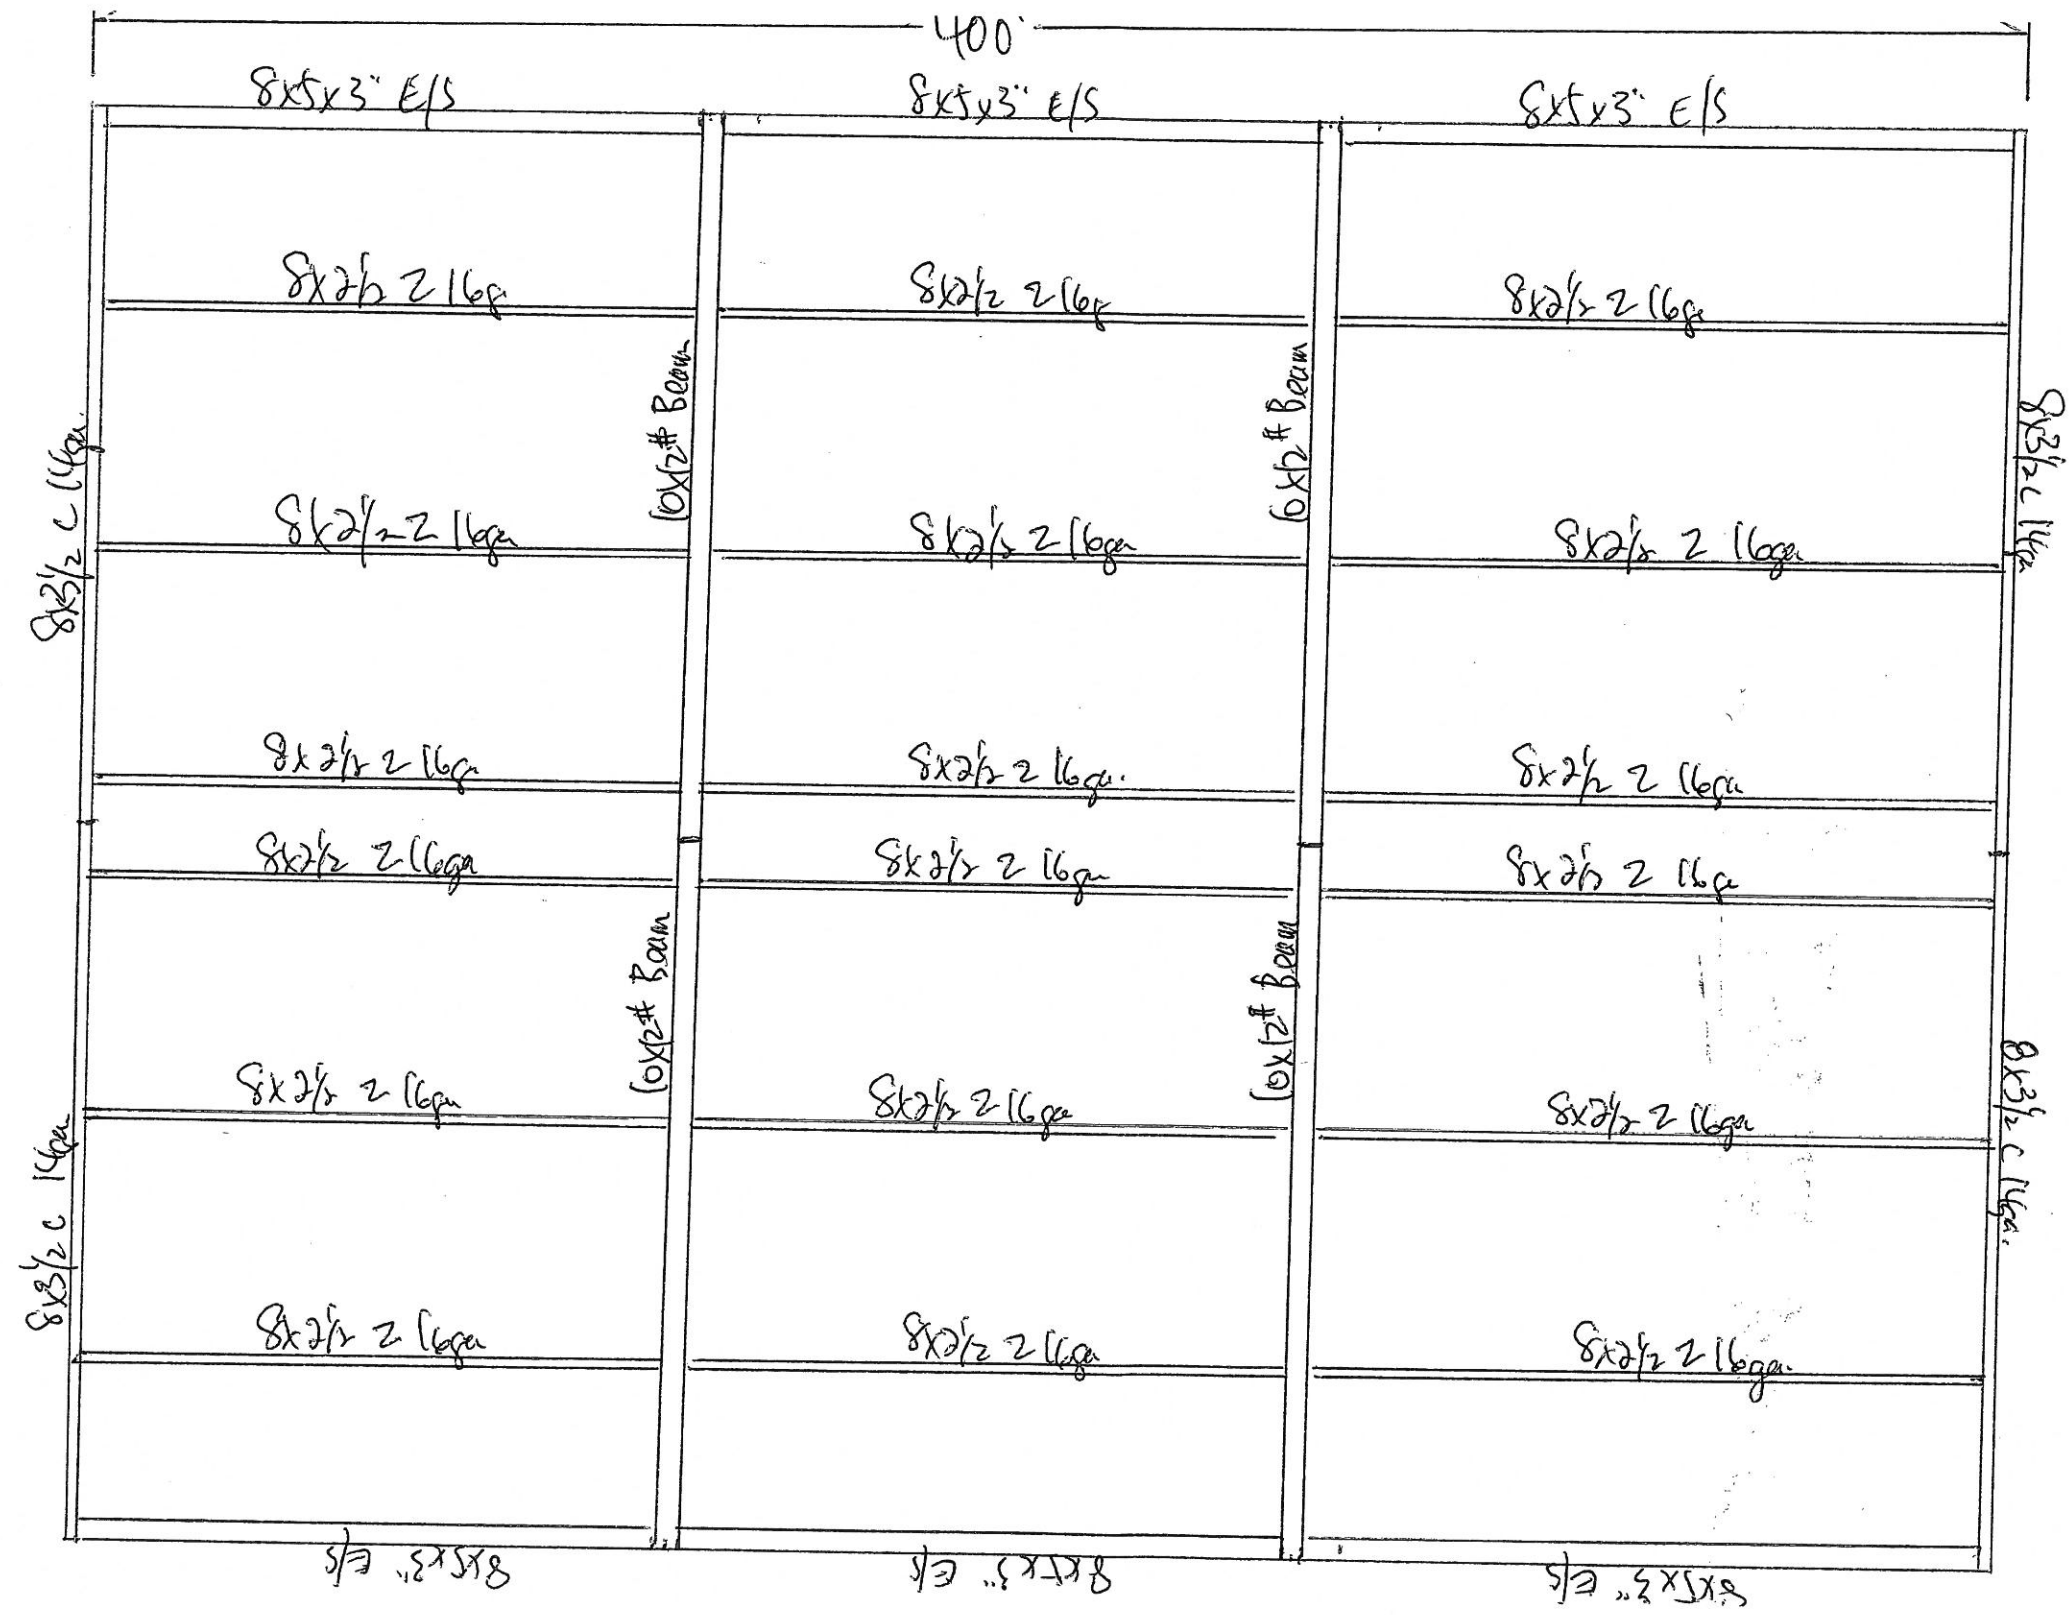 400'
8x5x3" E/S
8x5x3" E/S
8x5x3" E/S
8x2½ Z 16g
8x2½ Z 16g
8x2½ Z 16g
10x12# Beam
10x12# Beam
8x3½ C 14ga.
8x3½ C 14ga
8x2½ Z 16ga
8x2½ Z 16ga
8x2½ Z 16ga
8x2½ Z 16ga
8x2½ Z 16ga.
8x2½ Z 16ga
8x2½ Z 16ga
8x2½ Z 16ga
8x2½ Z 16ga
10x12# Beam
10x12# Beam
8x2½ Z 16ga
8x2½ Z 16ga
8x2½ Z 16ga
8x3½ C 14ga
8x3½ C 14ga.
8x2½ Z 16ga
8x2½ Z 16ga
8x2½ Z 16ga.
8x5x3" E/S
8x5x3" E/S
8x5x3" E/S